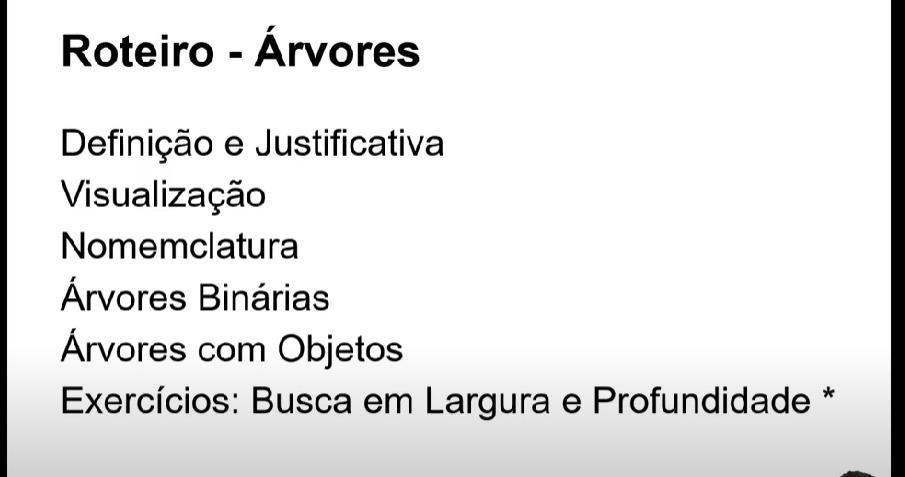 Roteiro - Árvores
Definição e Justificativa
Visualização
Nomemclatura
Árvores Binárias
Árvores com Objetos
Exercícios: Busca em Largura e Profundidade *